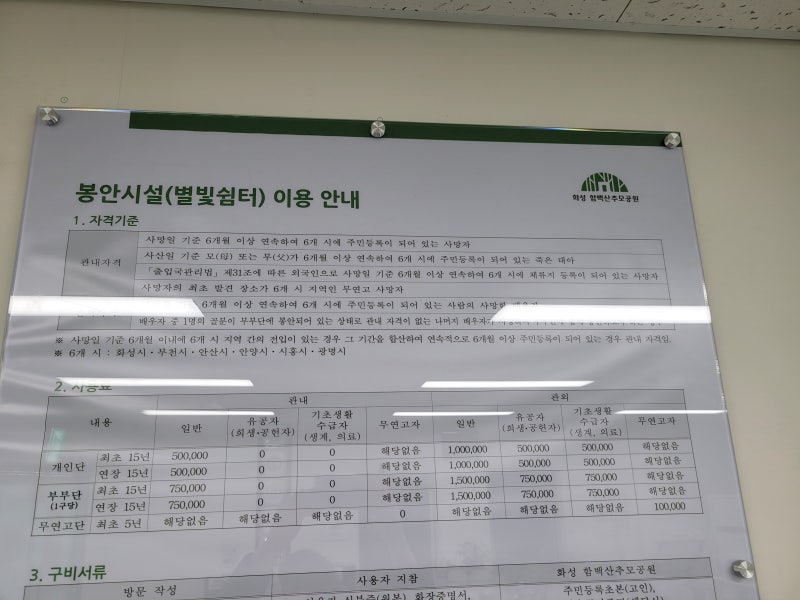 봉안시설(별빛쉼터) 이용 안내
화성 함백산추모공원
1. 자격기준
관내자격
사망일 기준 6개월 이상 연속하여 6개 시에 주민등록이 되어 있는 사망자
사산일 기준 모(母) 또는 부(父)가 6개월 이상 연속하여 6개 시에 주민등록이 되어 있는 죽은 태아
「출입국관리법」 제31조에 따른 외국인으로 사망일 기준 6개월 이상 연속하여 6개 시에 체류지 등록이 되어 있는 사망자
사망자의 최초 발견 장소가 6개 시 지역인 무연고 사망자
6개월 이상 연속하여 6개 시에 주민등록이 되어 있는 사람의 사망한 배우자
배우자 중 1명의 골분이 부부단에 봉안되어 있는 상태로 관내 자격이 없는 나머지 배우자가
※ 사망일 기준 6개월 이내에 6개 시 지역 간의 전입이 있는 경우 그 기간을 합산하여 연속적으로 6개월 이상 주민등록이 되어 있는 경우 관내 자격임.
※ 6개 시 : 화성시·부천시·안산시·안양시·시흥시·광명시
2. 사용료
내용 관내 관외
일반 유공자 (희생·공헌자) 기초생활 수급자 (생계, 의료) 무연고자 일반 유공자 (희생·공헌자) 기초생활 수급자 (생계, 의료) 무연고자
개인단 최초 15년 500,000 0 0 해당없음 1,000,000 500,000 500,000 해당없음
연장 15년 500,000 0 0 해당없음 1,000,000 500,000 500,000 해당없음
부부단 (1구당) 최초 15년 750,000 0 0 해당없음 1,500,000 750,000 750,000 해당없음
연장 15년 750,000 0 0 해당없음 1,500,000 750,000 750,000 해당없음
무연고단 최초 5년 해당없음 해당없음 해당없음 0 해당없음 해당없음 해당없음 100,000
3. 구비서류
방문 작성 사용자 지참 화성 함백산추모공원
신분증(원본), 화장증명서, 주민등록초본(고인),